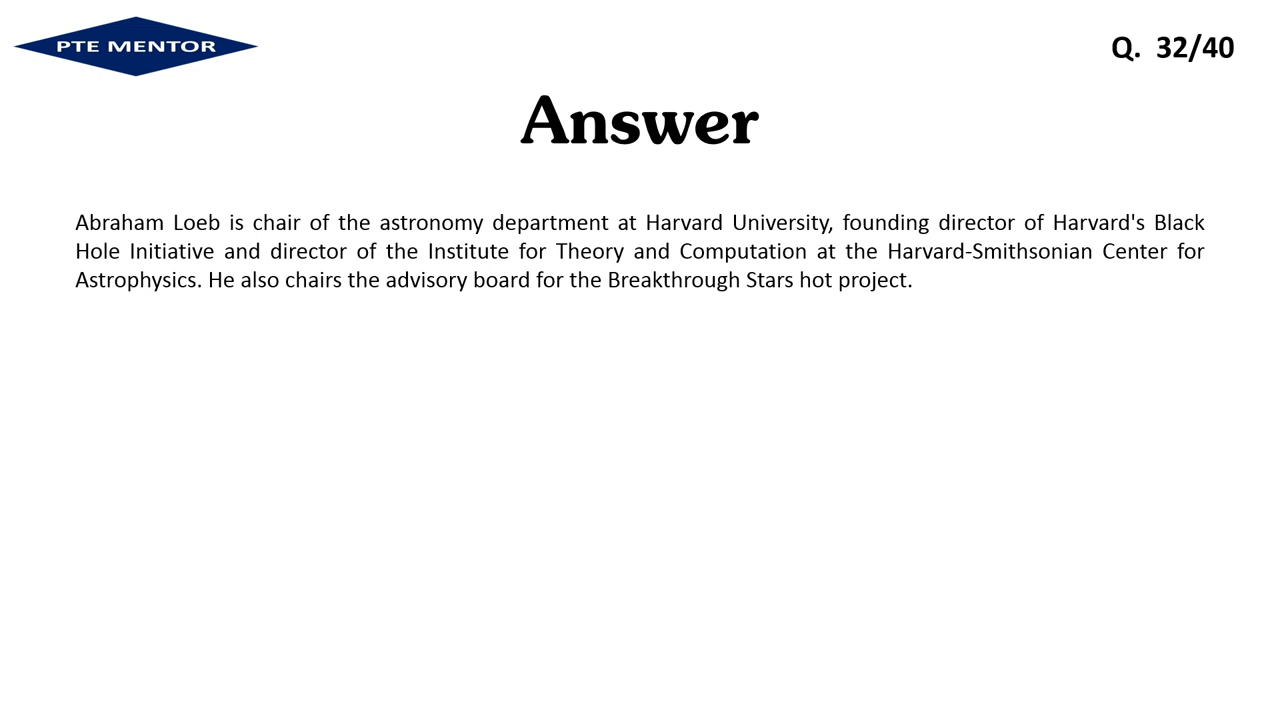 PTE MENTOR
Q. 32/40
Answer
Abraham Loeb is chair of the astronomy department at Harvard University, founding director of Harvard's Black
Hole Initiative and director of the Institute for Theory and Computation at the Harvard-Smithsonian Center for
Astrophysics. He also chairs the advisory board for the Breakthrough Stars hot project.